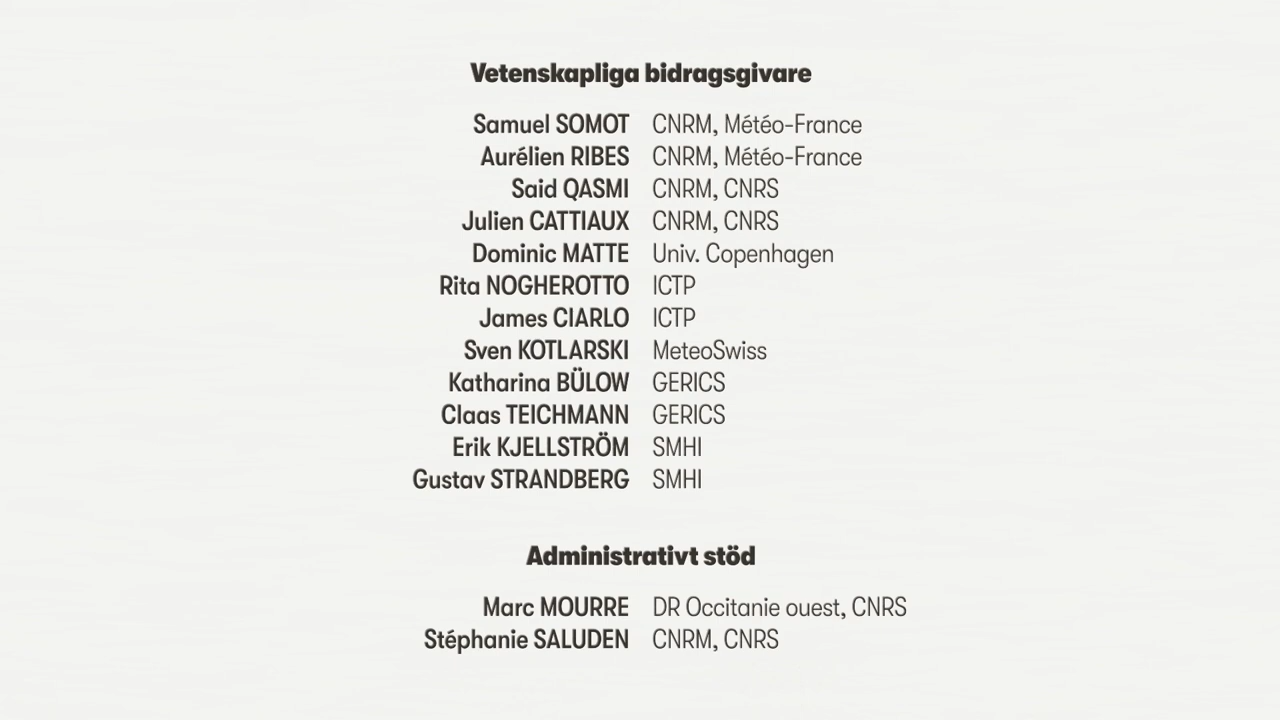 Vetenskapliga bidragsgivare
Samuel SOMOT CNRM, Météo-France
Aurélien RIBES CNRM, Météo-France
Said QASMI CNRM, CNRS
Julien CATTIAUX CNRM, CNRS
Dominic MATTE Univ. Copenhagen
Rita NOGHEROTTO ICTP
James CIARLO ICTP
Sven KOTLARSKI MeteoSwiss
Katharina BÜLOW GERICS
Claas TEICHMANN GERICS
Erik KJELLSTRÖM SMHI
Gustav STRANDBERG SMHI
Administrativt stöd
Marc MOURRE DR Occitanie ouest, CNRS
Stéphanie SALUDEN CNRM, CNRS